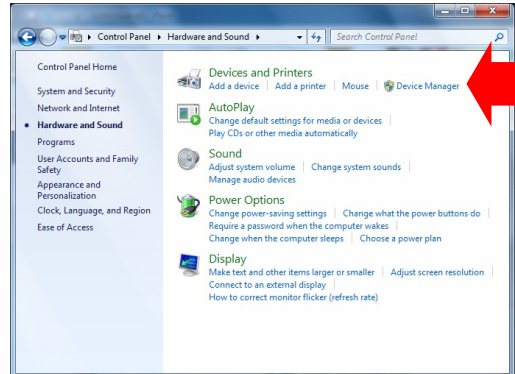 Control Panel ▸ Hardware and Sound ▸
Search Control Panel
Control Panel Home
System and Security
Network and Internet
Hardware and Sound
Programs
User Accounts and Family
Safety
Appearance and
Personalization
Clock, Language, and Region
Ease of Access
Devices and Printers
Add a device | Add a printer | Mouse | Device Manager
AutoPlay
Change default settings for media or devices
Play CDs or other media automatically
Sound
Adjust system volume | Change system sounds
Manage audio devices
Power Options
Change power-saving settings | Change what the power buttons do
Require a password when the computer wakes
Change when the computer sleeps | Choose a power plan
Display
Make text and other items larger or smaller | Adjust screen resolution
Connect to an external display
How to correct monitor flicker (refresh rate)